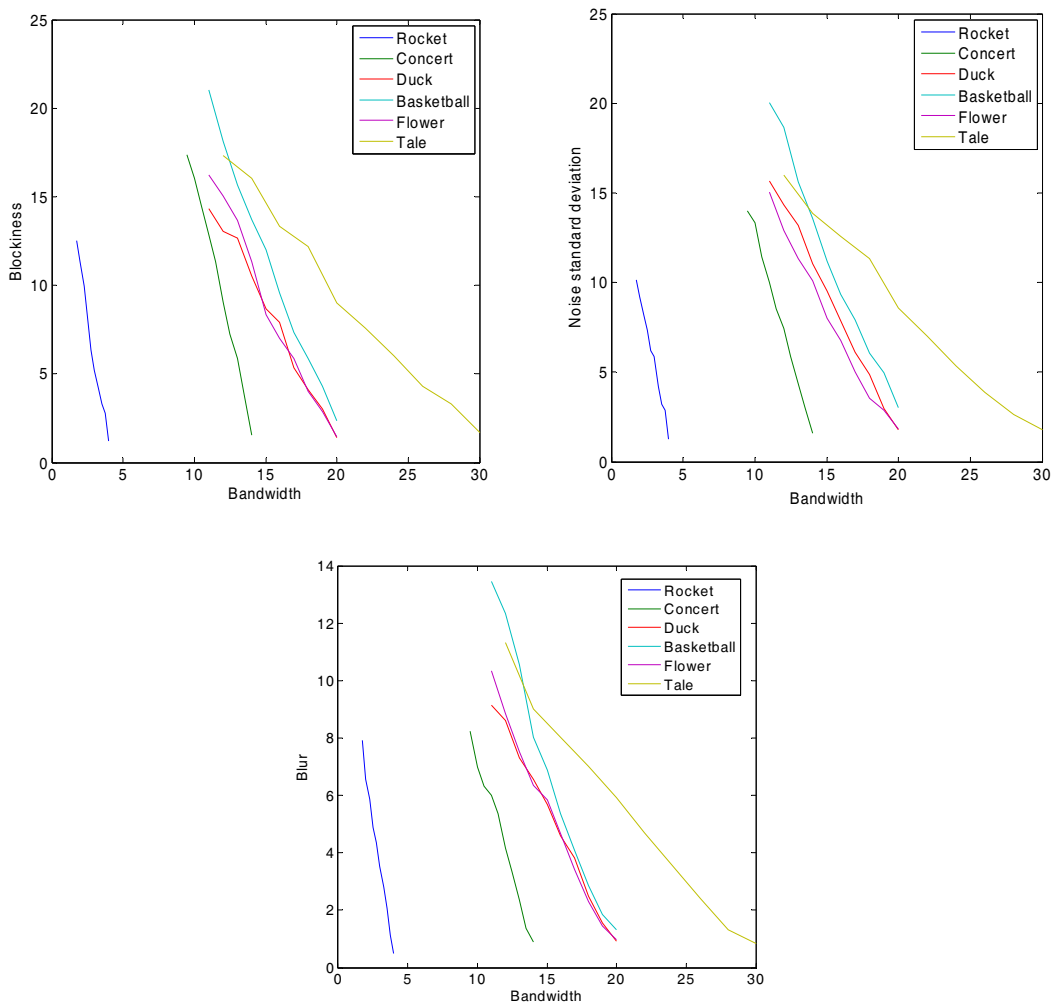 25
20
15
10
5
0
Blockiness
0 5 10 15 20 25 30
Bandwidth
Rocket
Concert
Duck
Basketball
Flower
Tale
25
20
15
10
5
0
Noise standard deviation
0 5 10 15 20 25 30
Bandwidth
Rocket
Concert
Duck
Basketball
Flower
Tale
14
12
10
8
6
4
2
0
Blur
0 5 10 15 20 25 30
Bandwidth
Rocket
Concert
Duck
Basketball
Flower
Tale